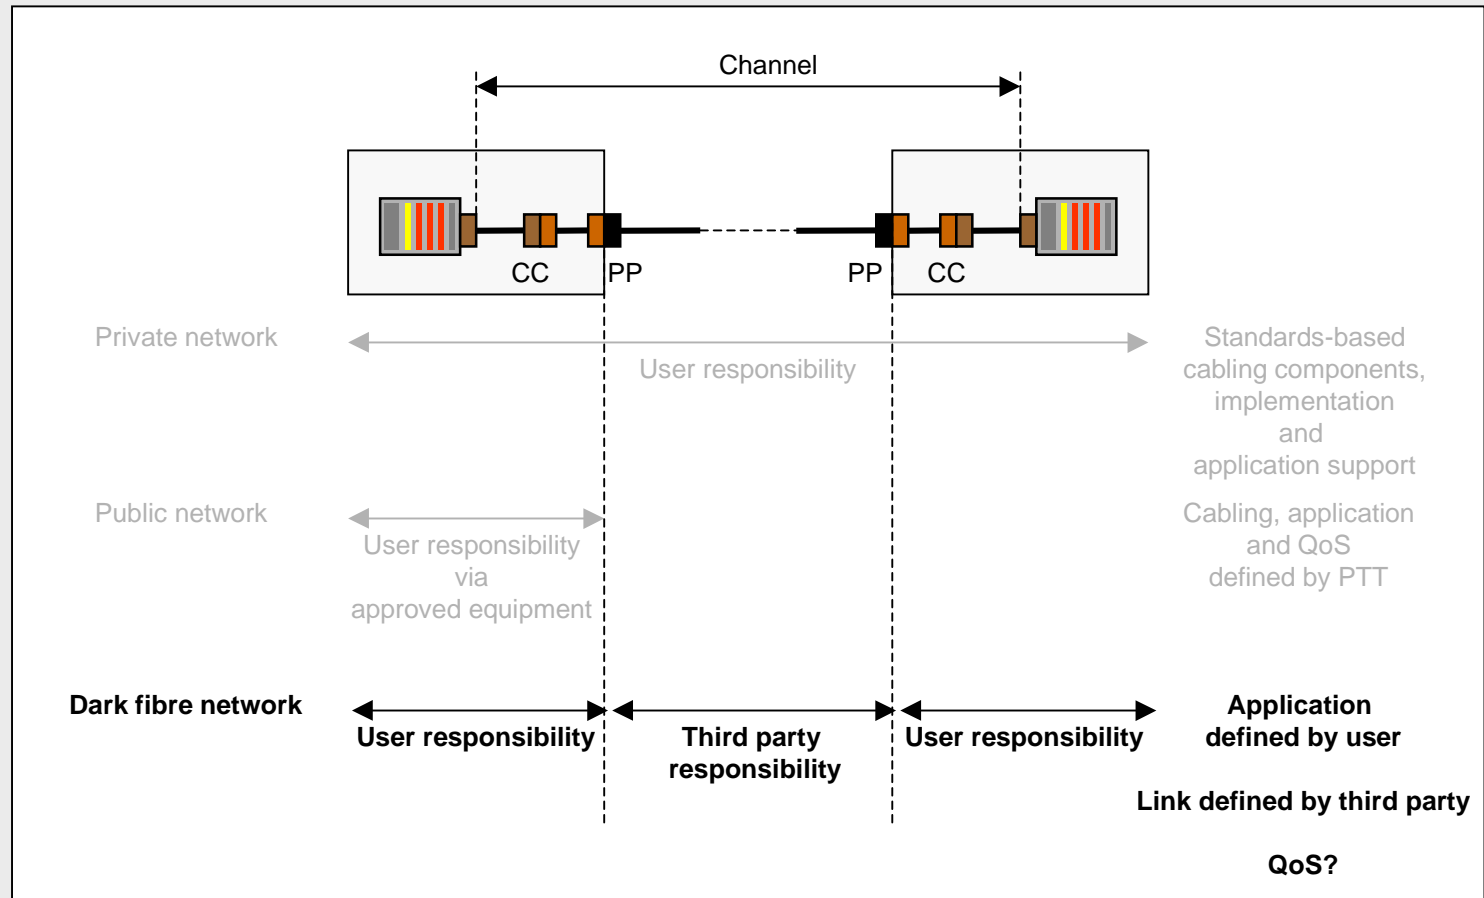 Channel
CC
PP
PP
CC
Private network
User responsibility
Standards-based
cabling components,
implementation
and
application support
Public network
User responsibility
via
approved equipment
Cabling, application
and QoS
defined by PTT
Dark fibre network
User responsibility
Third party
responsibility
User responsibility
Application
defined by user
Link defined by third party
QoS?